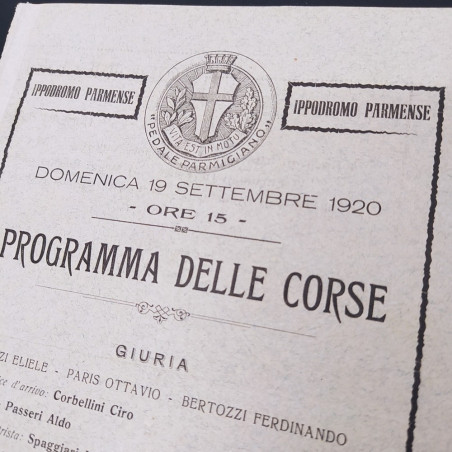 IPPODROMO PARMENSE
VITA EST IN MOTU
"PEDALE PARMIGIANO"
IPPODROMO PARMENSE
DOMENICA 19 SETTEMBRE 1920
- ORE 15 -
PROGRAMMA DELLE CORSE
GIURIA
ELIELE - PARIS OTTAVIO - BERTOZZI FERDINANDO
d'arrivo: Corbellini Ciro
Passeri Aldo
Spaggiari